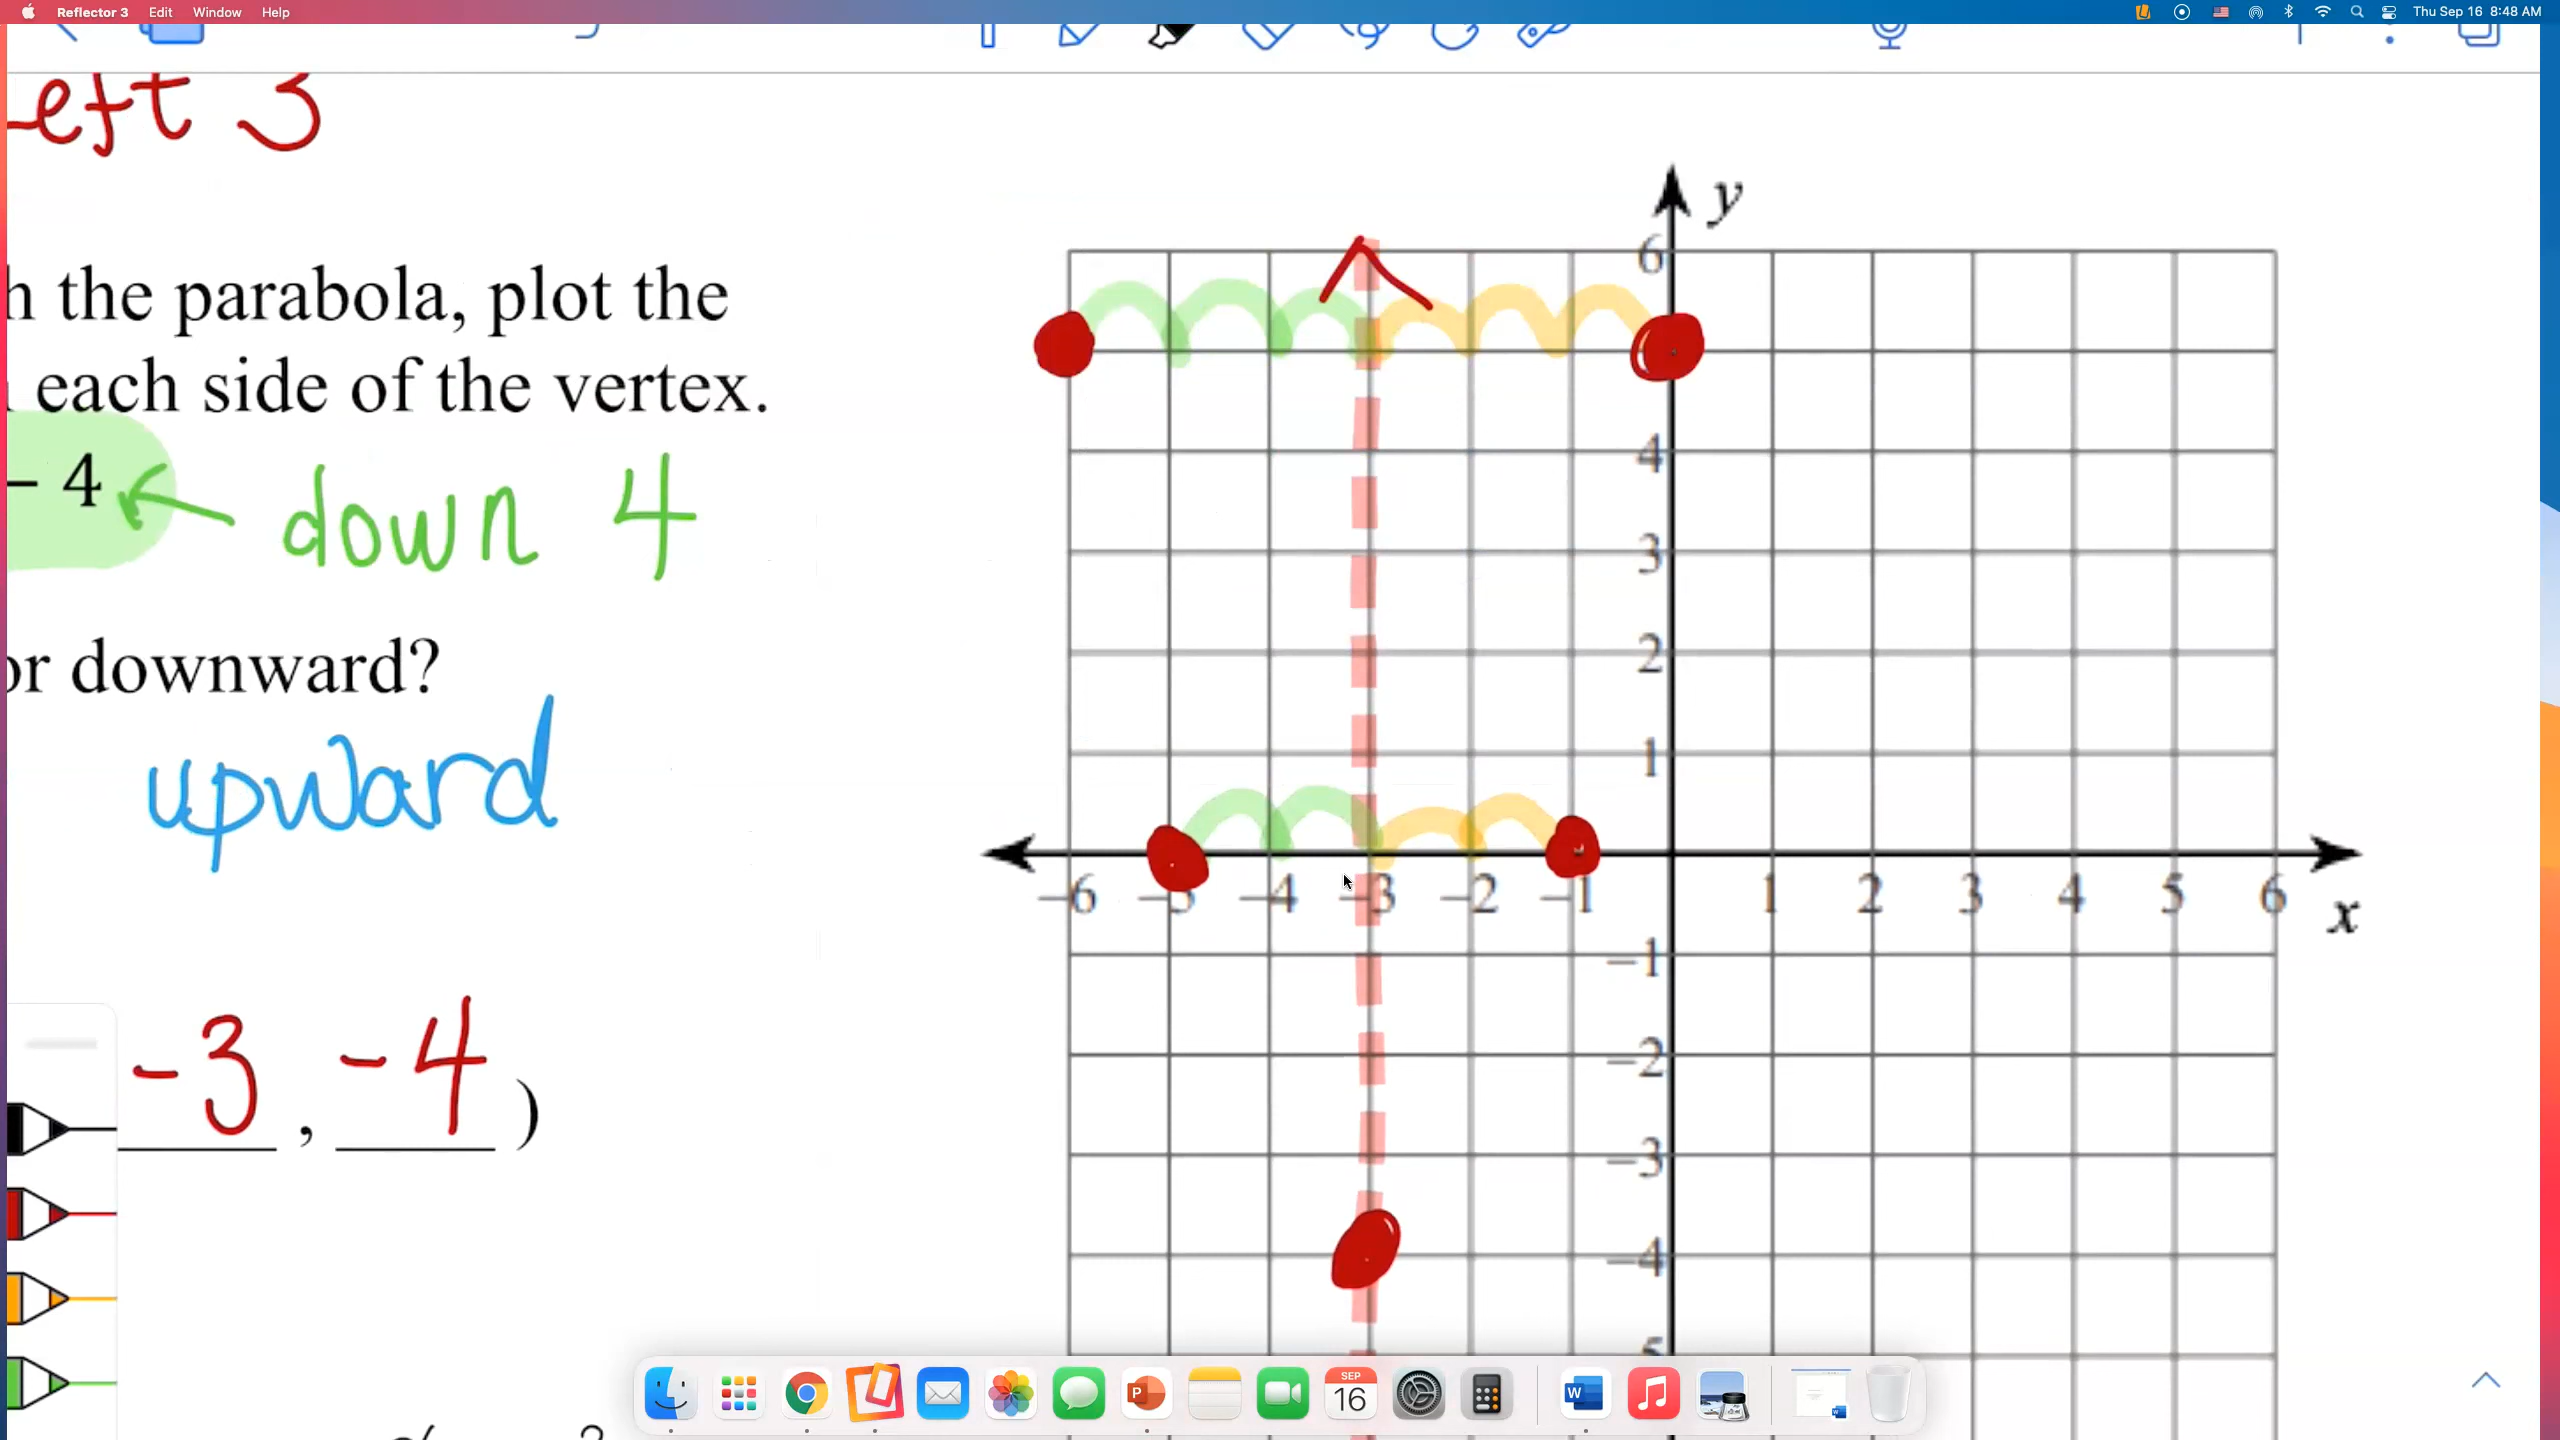 Reflector 3 Edit Window Help Thu Sep 16 8:48 AM
eft 3
h the parabola, plot the
each side of the vertex.
– 4 down 4
or downward?
upward
-3 , -4 )
y
6
4
3
2
1
–6 –5 –4 –3 –2 –1 1 2 3 4 5 6
x
–1
–2
–3
–4
SEP
16